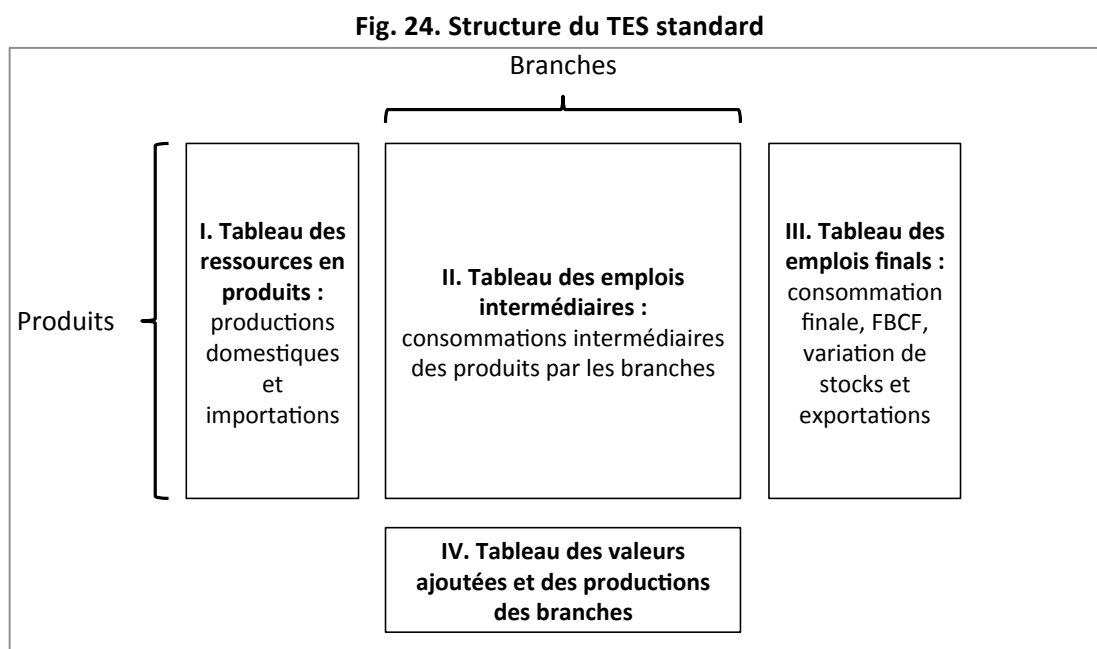 Fig. 24. Structure du TES standard
Branches
Produits
I. Tableau des
ressources en
produits :
productions
domestiques
et
importations
II. Tableau des emplois
intermédiaires :
consommations intermédiaires
des produits par les branches
III. Tableau des
emplois finals :
consommation
finale, FBCF,
variation de
stocks et
exportations
IV. Tableau des valeurs
ajoutées et des productions
des branches